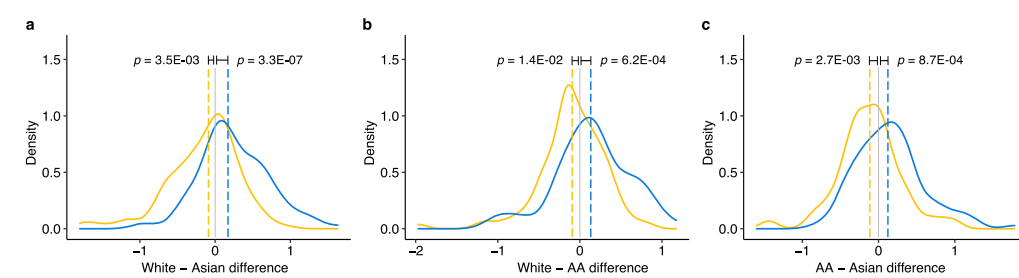 a
p = 3.5E-03 p = 3.3E-07
1.5
1.0
0.5
0.0
Density
−1 0 1
White − Asian difference
b
p = 1.4E-02 p = 6.2E-04
1.5
1.0
0.5
0.0
Density
−2 −1 0 1
White − AA difference
c
p = 2.7E-03 p = 8.7E-04
1.5
1.0
0.5
0.0
Density
−1 0 1
AA − Asian difference